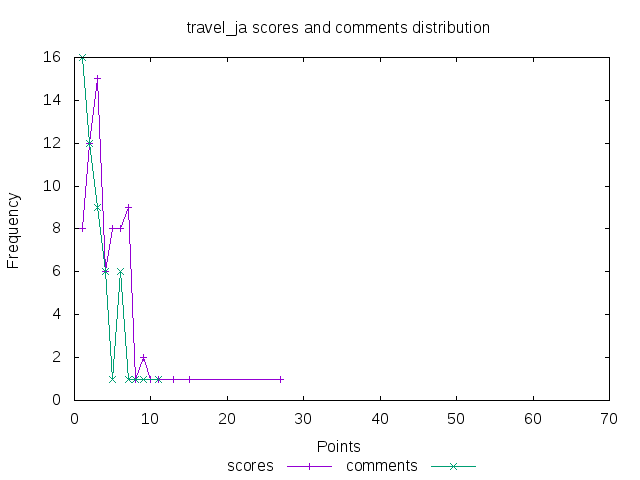 travel_ja scores and comments distribution
16
14
12
10
8
6
4
2
0
Frequency
0 10 20 30 40 50 60 70
Points
scores comments